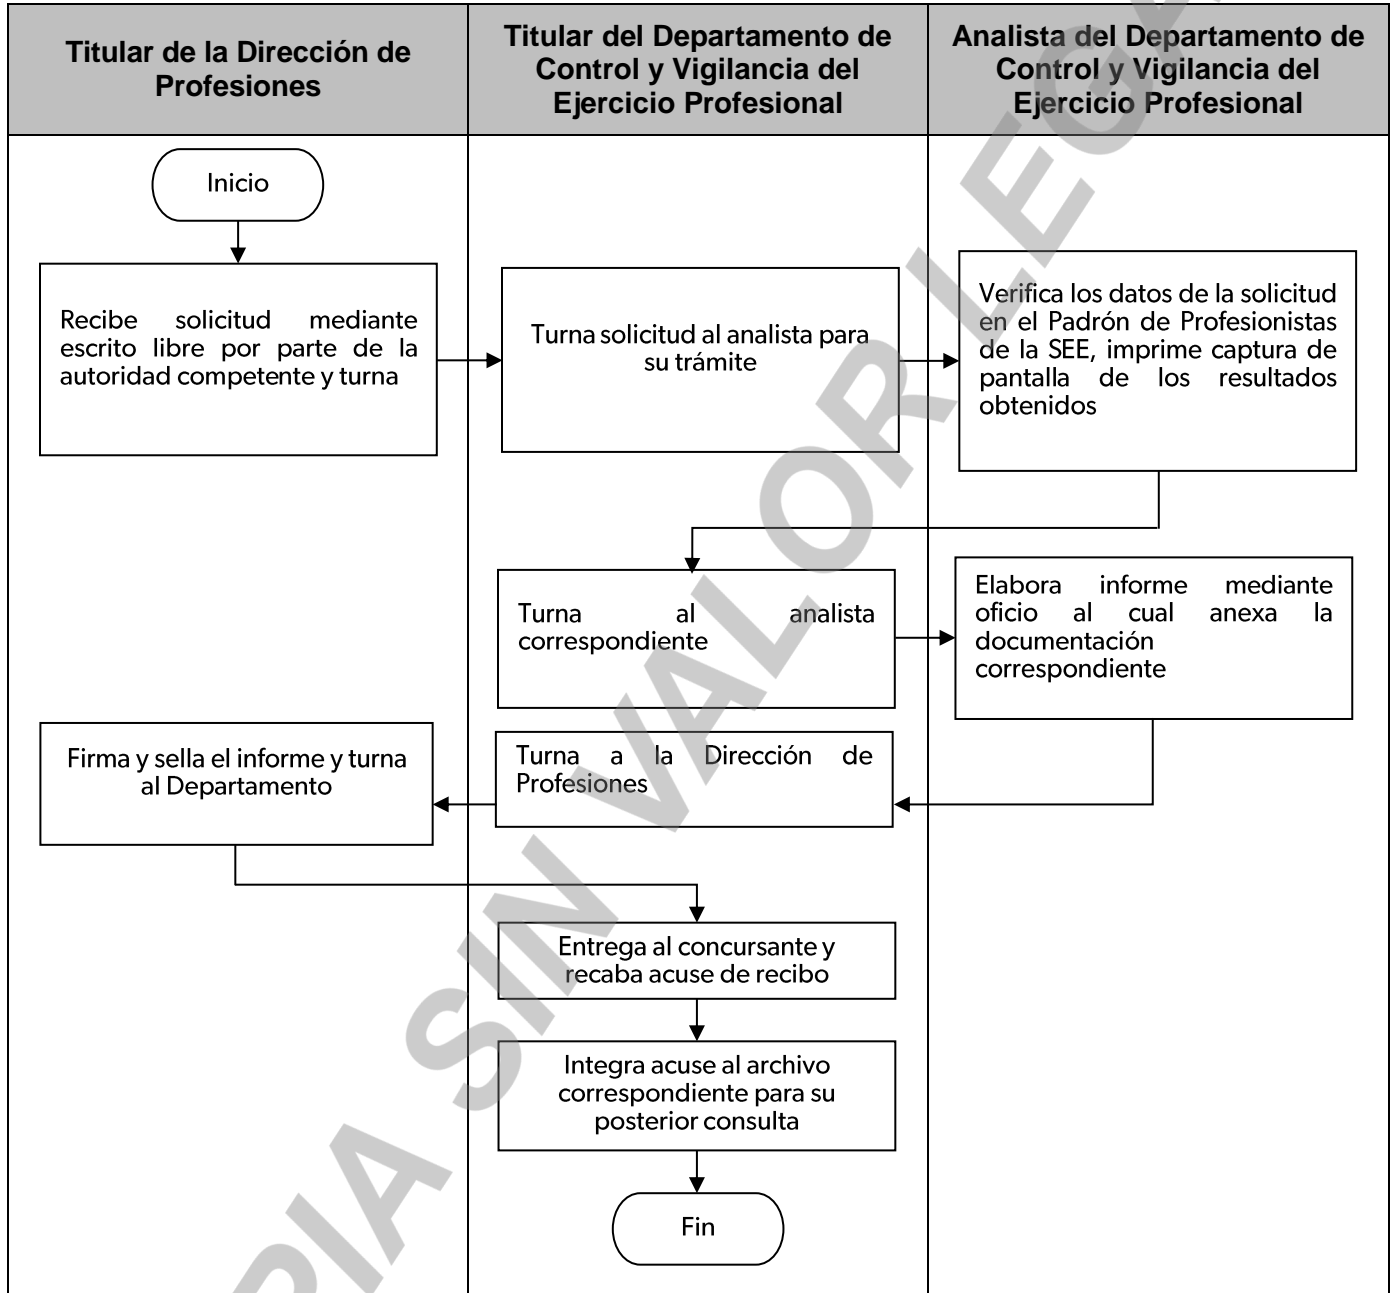 Titular de la Dirección de
Profesiones
Titular del Departamento de
Control y Vigilancia del
Ejercicio Profesional
Analista del Departamento de
Control y Vigilancia del
Ejercicio Profesional
Inicio
Recibe solicitud mediante
escrito libre por parte de la
autoridad competente y turna
Turna solicitud al analista para
su trámite
Verifica los datos de la solicitud
en el Padrón de Profesionistas
de la SEE, imprime captura de
pantalla de los resultados
obtenidos
Turna al analista
correspondiente
Elabora informe mediante
oficio al cual anexa la
documentación
correspondiente
Turna a la Dirección de
Profesiones
Firma y sella el informe y turna
al Departamento
Entrega al concursante y
recaba acuse de recibo
Integra acuse al archivo
correspondiente para su
posterior consulta
Fin
PIA SIN VALOR LEGA